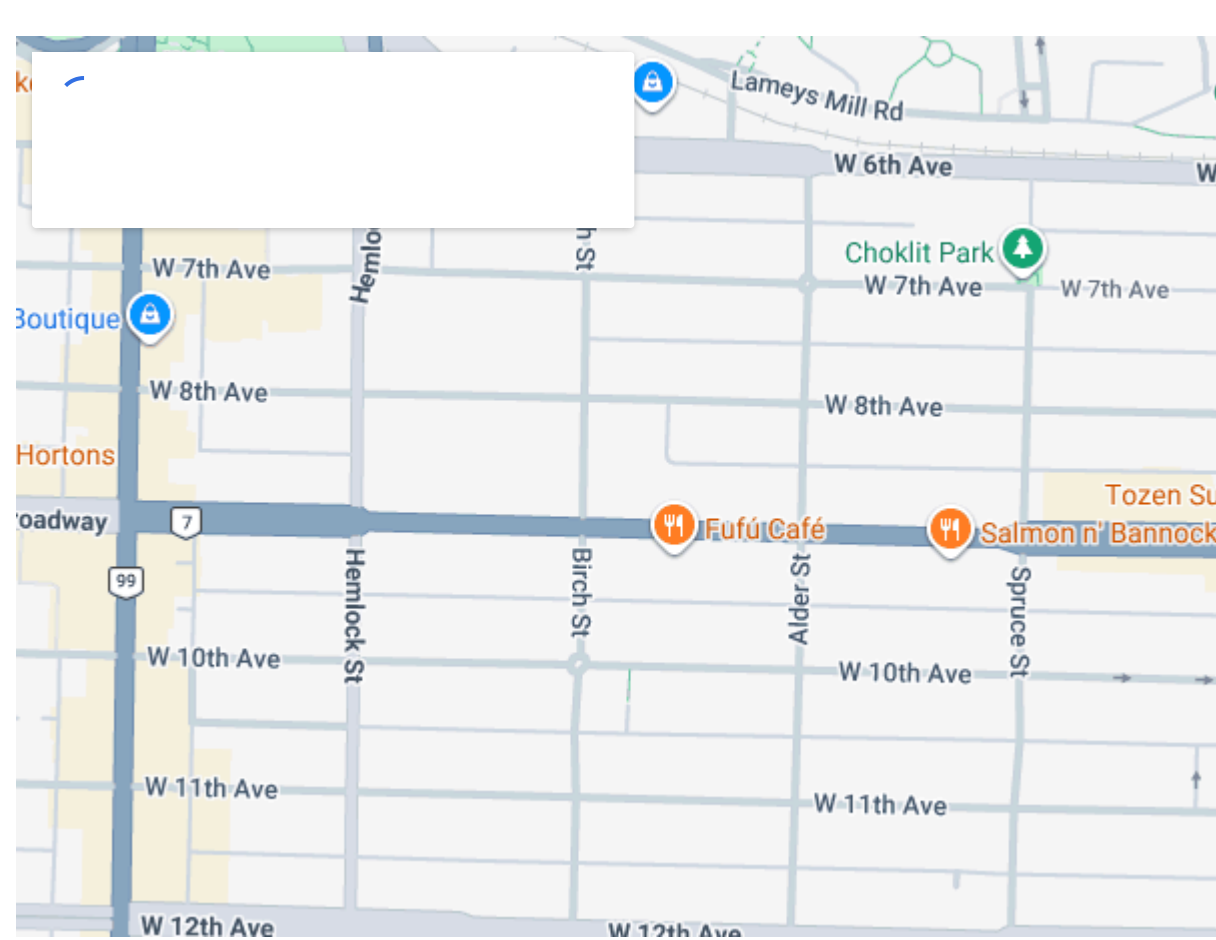 Lameys Mill Rd
W 6th Ave
W
h St
Choklit Park
W 7th Ave
W 7th Ave
W 7th Ave
Hemlo
Boutique
W 8th Ave
W 8th Ave
Hortons
Tozen Su
roadway
7
Fufú Café
Salmon n' Bannock
99
Hemlock St
Birch St
Alder St
Spruce St
W 10th Ave
W 10th Ave
W 11th Ave
W 11th Ave
W 12th Ave
W 12th Ave